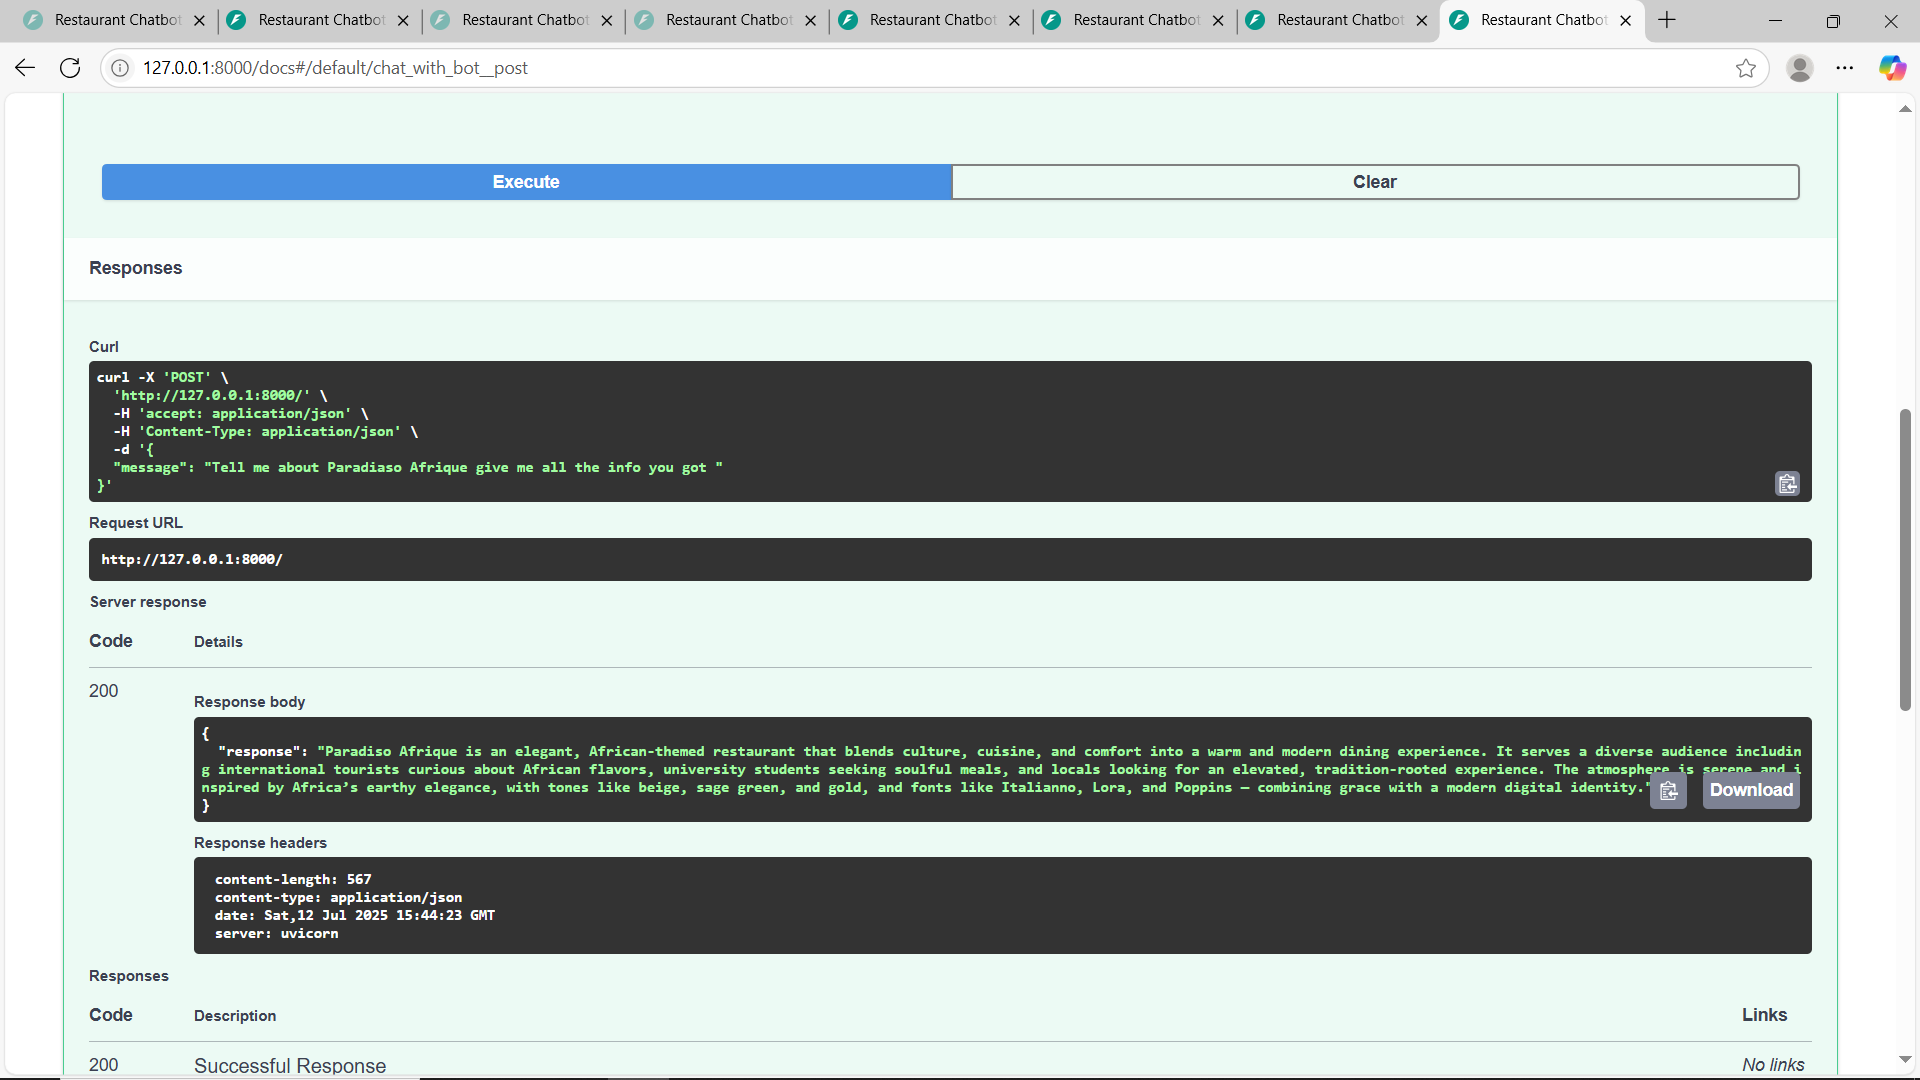 Restaurant Chatbot
Restaurant Chatbot
Restaurant Chatbot
Restaurant Chatbot
Restaurant Chatbot
Restaurant Chatbot
Restaurant Chatbot
Restaurant Chatbot
127.0.0.1:8000/docs#/default/chat_with_bot__post
Execute
Clear
Responses
Curl
curl -X 'POST' \
'http://127.0.0.1:8000/' \
-H 'accept: application/json' \
-H 'Content-Type: application/json' \
-d '{
"message": "Tell me about Paradiaso Afrique give me all the info you got "
}'
Request URL
http://127.0.0.1:8000/
Server response
Code Details
200
Response body
{
"response": "Paradiso Afrique is an elegant, African-themed restaurant that blends culture, cuisine, and comfort into a warm and modern dining experience. It serves a diverse audience includin
g international tourists curious about African flavors, university students seeking soulful meals, and locals looking for an elevated, tradition-rooted experience. The atmosphere is serene and i
nspired by Africa’s earthy elegance, with tones like beige, sage green, and gold, and fonts like Italianno, Lora, and Poppins — combining grace with a modern digital identity."
}
Download
Response headers
content-length: 567
content-type: application/json
date: Sat,12 Jul 2025 15:44:23 GMT
server: uvicorn
Responses
Code Description Links
200 Successful Response No links